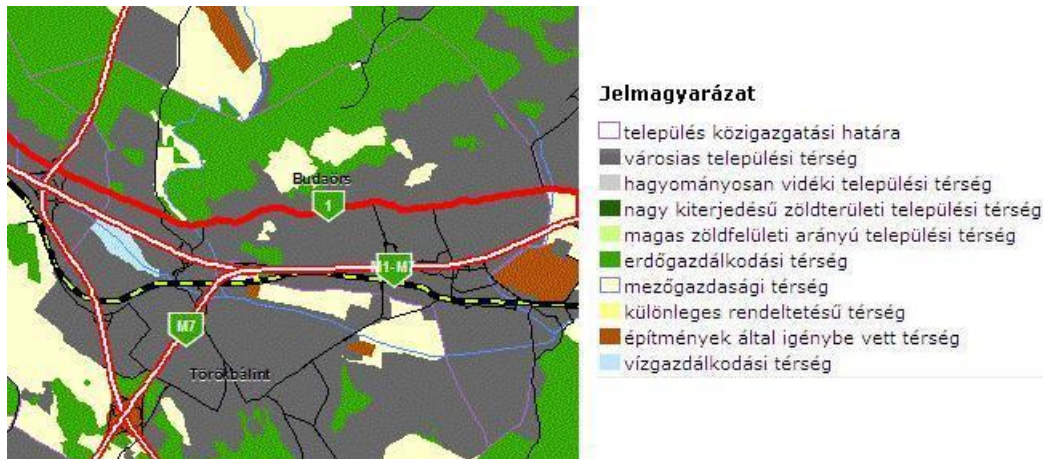 Budaörs
1
M1-M7
M7
Törökbálint
Jelmagyarázat
település közigazgatási határa
városias települési térség
hagyományosan vidéki települési térség
nagy kiterjedésű zöldterületi települési térség
magas zöldfelületi arányú települési térség
erdőgazdálkodási térség
mezőgazdasági térség
különleges rendeltetésű térség
építmények által igénybe vett térség
vízgazdálkodási térség